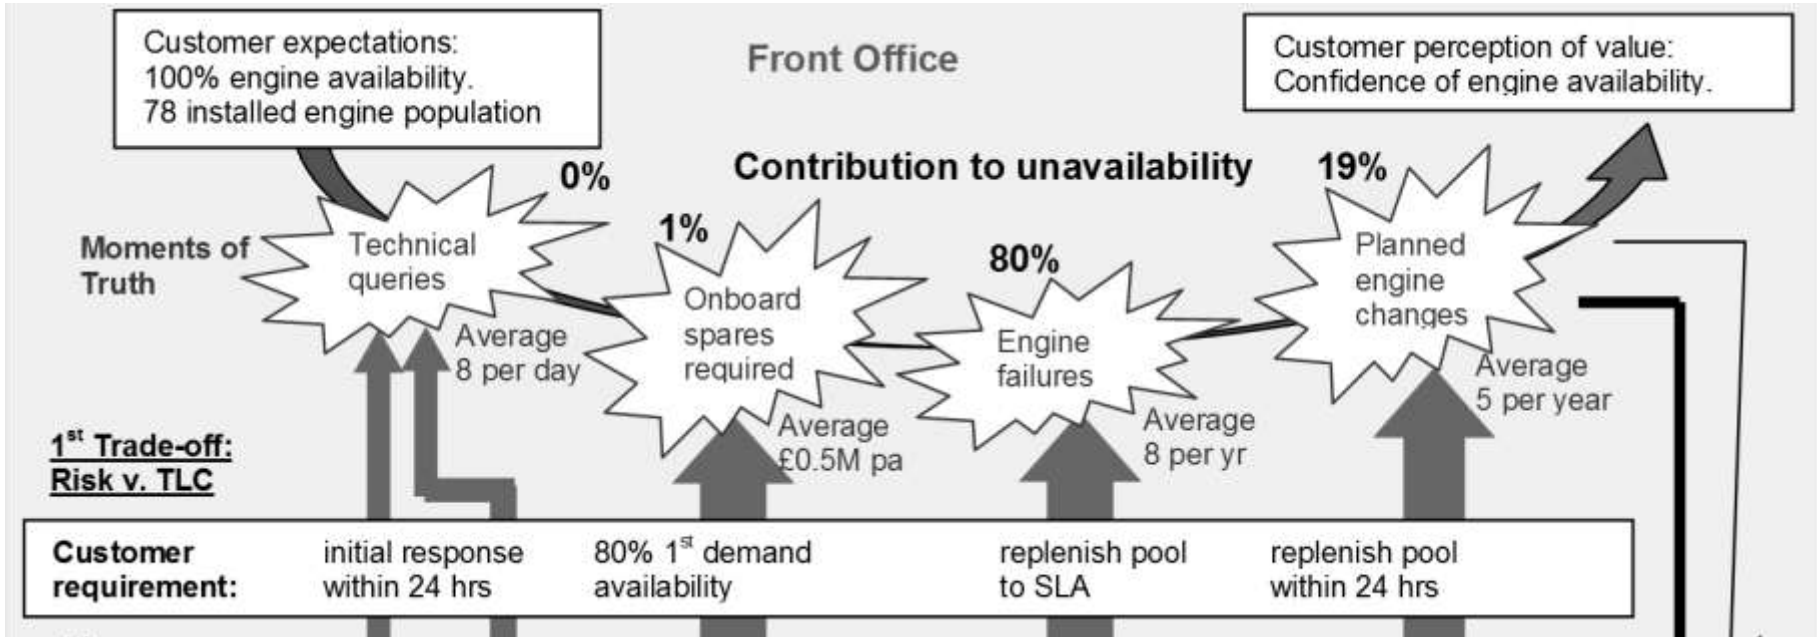 Customer expectations:
100% engine availability.
78 installed engine population
Front Office
Customer perception of value:
Confidence of engine availability.
Contribution to unavailability
Moments of
Truth
0%
Technical
queries
Average
8 per day
1%
Onboard
spares
required
Average
£0.5M pa
80%
Engine
failures
Average
8 per yr
19%
Planned
engine
changes
Average
5 per year
1st Trade-off:
Risk v. TLC
Customer
requirement:
initial response
within 24 hrs
80% 1st demand
availability
replenish pool
to SLA
replenish pool
within 24 hrs